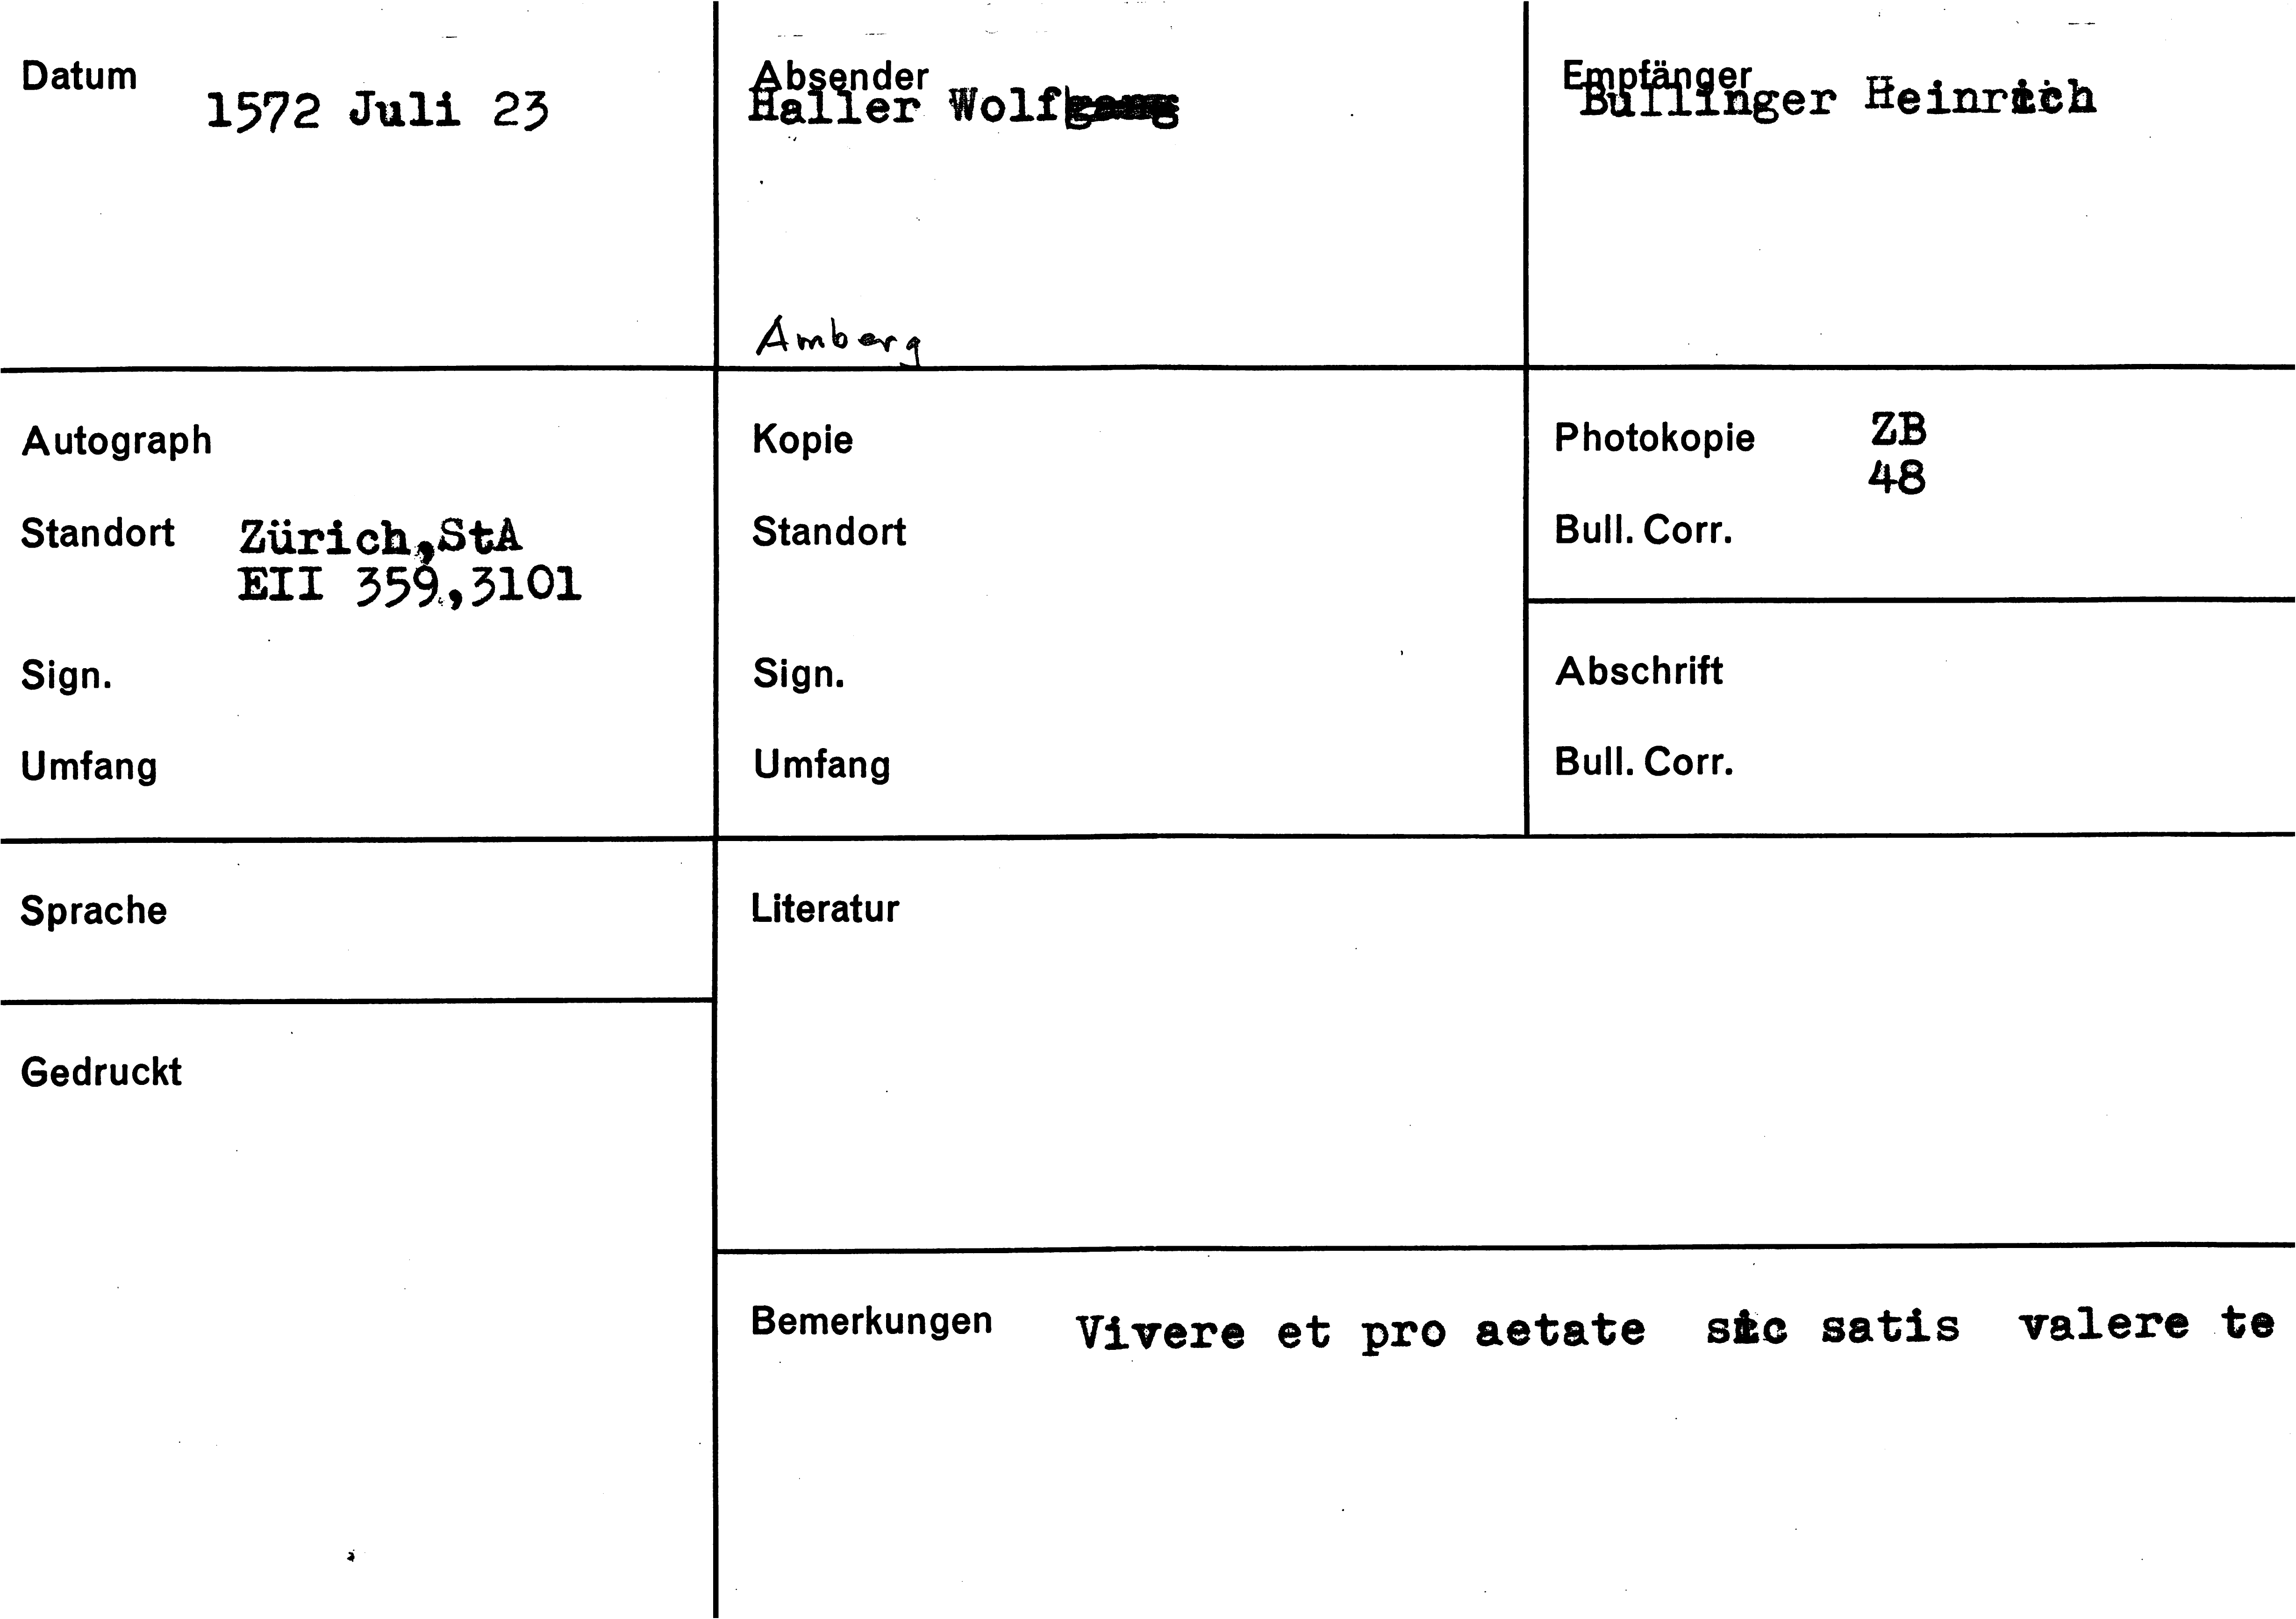 Datum
1572 Juli 23
Absender
Haller Wolf
Amberg
Empfänger
Bullinger Heinrich
Autograph
Standort Zürich,StA
EII 359,3101
Sign.
Umfang
Kopie
Standort
Sign.
Umfang
Photokopie ZB
48
Bull. Corr.
Abschrift
Bull. Corr.
Sprache
Gedruckt
Literatur
Bemerkungen Vivere et pro aetate sic satis valere te